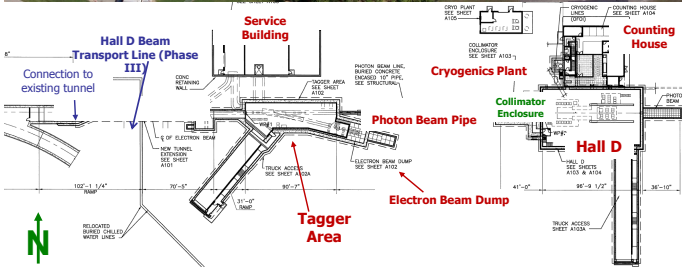 CRYO PLANT
SEE SHEET
A105
CRYOGENIC
LINES
(OFOI)
COUNTING HOUSE
SEE SHEET A104
Service
Building
Hall D Beam
Transport Line (Phase
III)
8"
Connection to
existing tunnel
CONC
RETAINING
WALL
TAGGER AREA
SEE SHEET
A102
PHOTON BEAM LINE,
BURIED CONCRETE
ENCASED 10" PIPE,
SEE STRUCTURAL
COLLIMATOR
ENCLOSURE
SEE SHEET A103
Counting
House
Cryogenics Plant
Collimator
Enclosure
Photon Beam Pipe
PHOTON
BEAM
Hall D
℄ OF ELECTRON BEAM
NEW TUNNEL
EXTENSION
SEE SHEET
A101
TRUCK ACCESS
SEE SHEET A102A
ELECTRON BEAM DUMP
SEE SHEET A102
HALL D
SEE SHEETS
A103 & A104
102'-1 1/4"
RAMP
70'-5"
90'-7"
41'-0"
96'-9 1/2"
36'-10"
31'-0"
RAMP
Electron Beam Dump
Tagger
Area
RELOCATED
BURIED CHILLED
WATER LINES
TRUCK ACCESS
SEE SHEET A103A
N